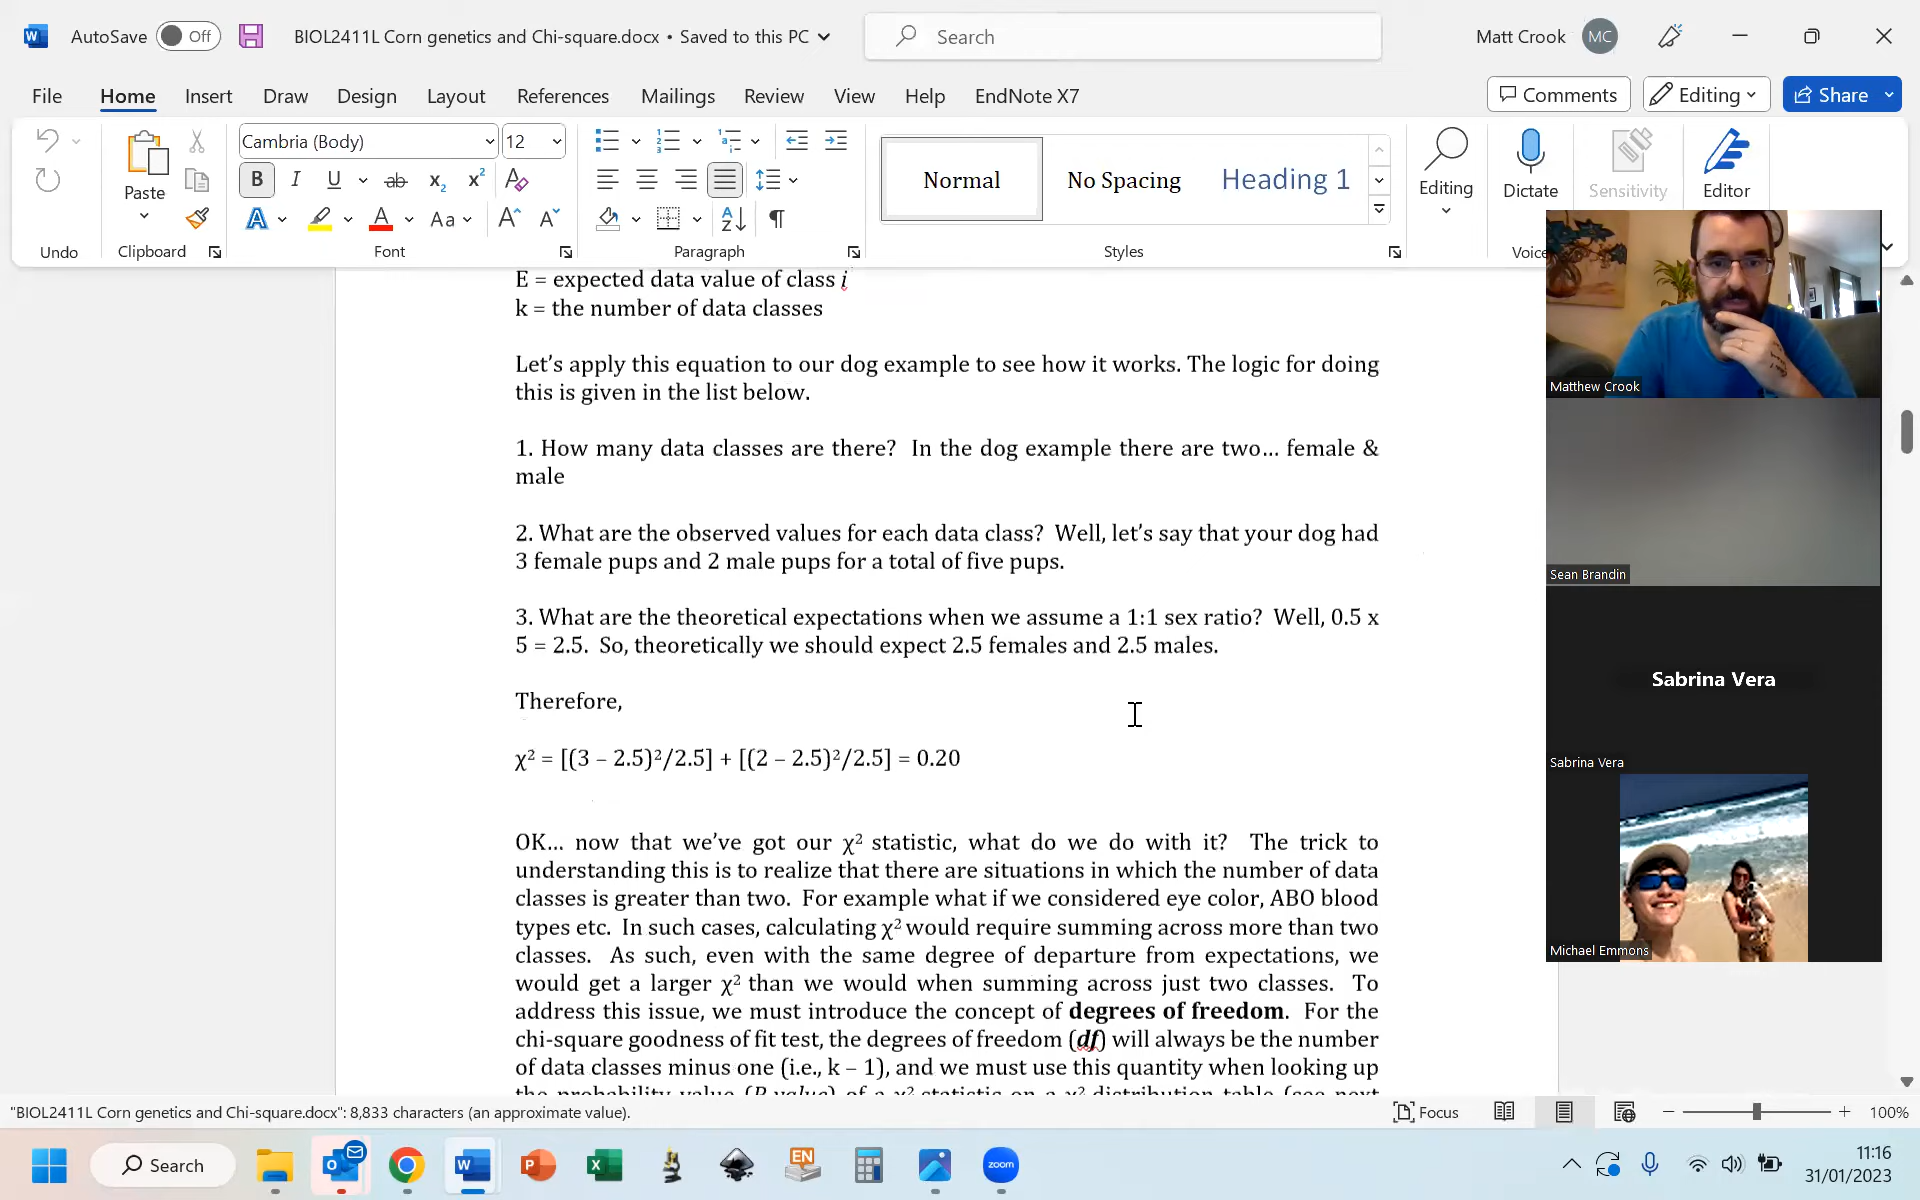 AutoSave Off BIOL2411L Corn genetics and Chi-square.docx • Saved to this PC Search Matt Crook MC
File Home Insert Draw Design Layout References Mailings Review View Help EndNote X7 Comments Editing Share
Paste
Cambria (Body) 12
Normal No Spacing Heading 1
Editing Dictate Sensitivity Editor
Undo Clipboard Font Paragraph Styles Voice
E = expected data value of class i
k = the number of data classes
Let’s apply this equation to our dog example to see how it works. The logic for doing
this is given in the list below.
1. How many data classes are there? In the dog example there are two… female &
male
2. What are the observed values for each data class? Well, let’s say that your dog had
3 female pups and 2 male pups for a total of five pups.
3. What are the theoretical expectations when we assume a 1:1 sex ratio? Well, 0.5 x
5 = 2.5. So, theoretically we should expect 2.5 females and 2.5 males.
Therefore,
χ² = [(3 – 2.5)²/2.5] + [(2 – 2.5)²/2.5] = 0.20
OK… now that we’ve got our χ² statistic, what do we do with it? The trick to
understanding this is to realize that there are situations in which the number of data
classes is greater than two. For example what if we considered eye color, ABO blood
types etc. In such cases, calculating χ² would require summing across more than two
classes. As such, even with the same degree of departure from expectations, we
would get a larger χ² than we would when summing across just two classes. To
address this issue, we must introduce the concept of degrees of freedom. For the
chi-square goodness of fit test, the degrees of freedom (df) will always be the number
of data classes minus one (i.e., k – 1), and we must use this quantity when looking up
the probability value (P value) of a χ² statistic on a χ² distribution table (see next
Matthew Crook
Sean Brandin
Sabrina Vera
Sabrina Vera
Michael Emmons
"BIOL2411L Corn genetics and Chi-square.docx": 8,833 characters (an approximate value). Focus 100%
Search EN zoom 11:16
31/01/2023